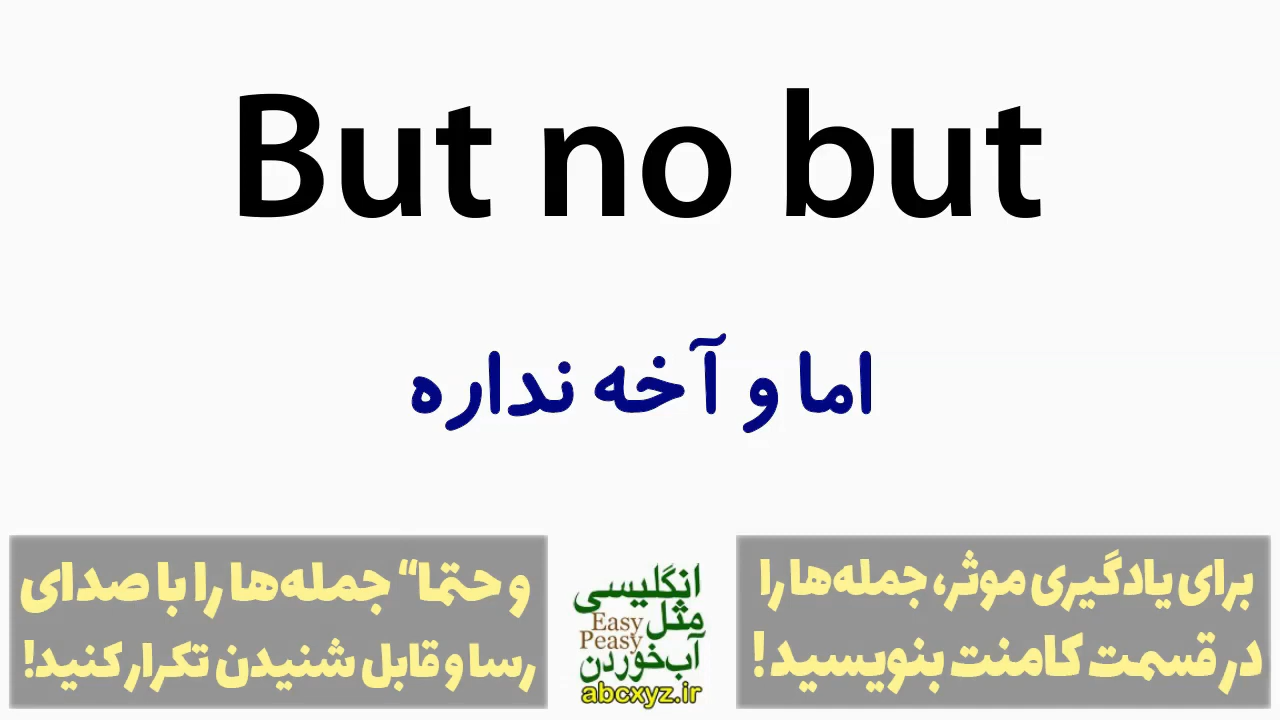 But no but
اما و آخه نداره
برای یادگیری موثر، جمله‌ها را
در قسمت کامنت بنویسید !
انگلیسی
مثل
Easy
Peasy
آب‌خوردن
abcxyz.ir
و حتما“ جمله‌ها را با صدای
رسا و قابل شنیدن تکرار کنید!